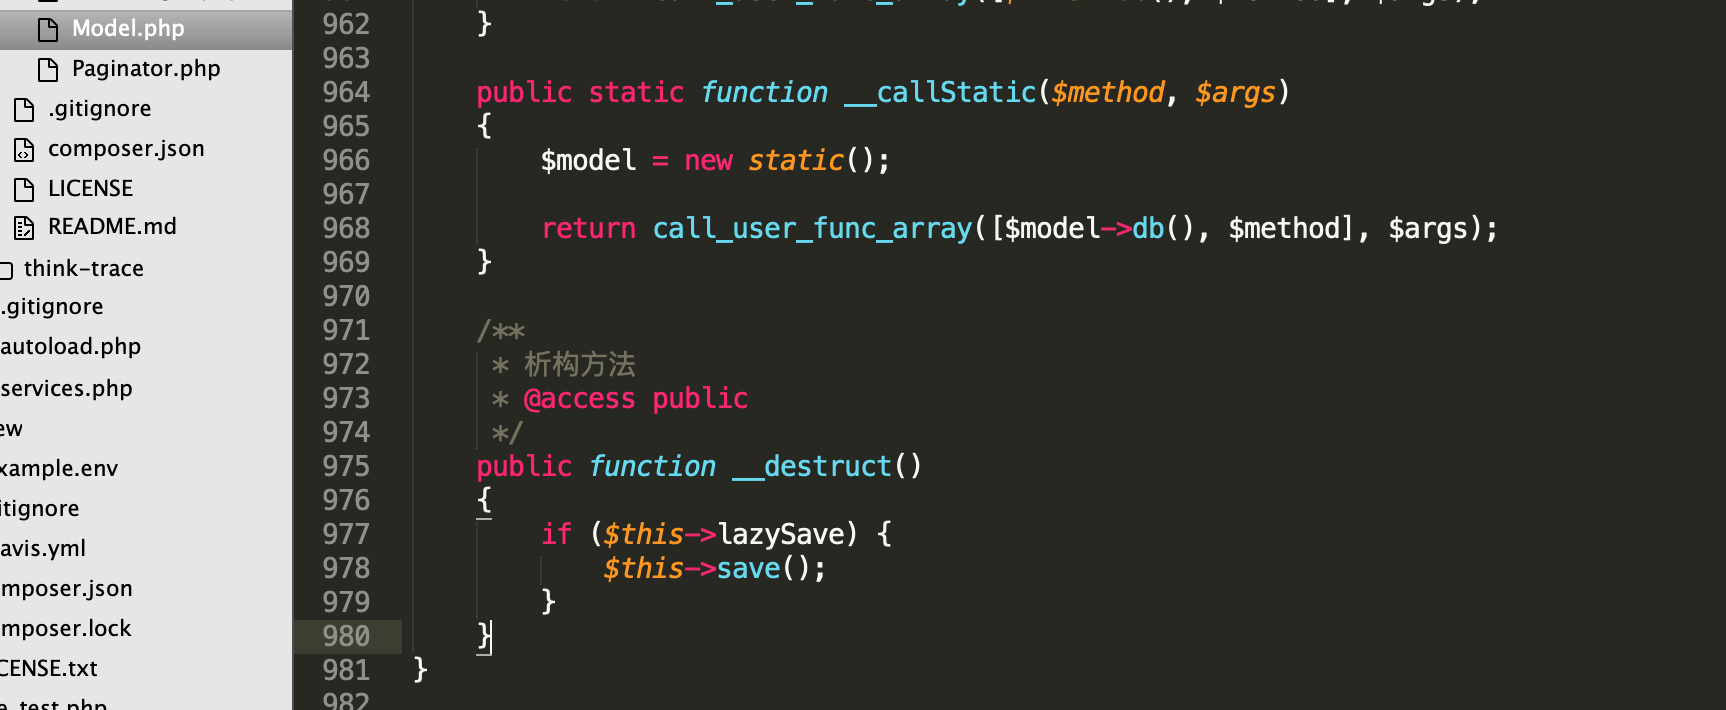 Model.php
Paginator.php
.gitignore
composer.json
LICENSE
README.md
think-trace
.gitignore
autoload.php
services.php
ew
xample.env
itignore
avis.yml
mposer.json
mposer.lock
CENSE.txt
e_test.php
962 }
963
964 public static function __callStatic($method, $args)
965 {
966 $model = new static();
967
968 return call_user_func_array([$model->db(), $method], $args);
969 }
970
971 /**
972 * 析构方法
973 * @access public
974 */
975 public function __destruct()
976 {
977 if ($this->lazySave) {
978 $this->save();
979 }
980 }
981 }
982